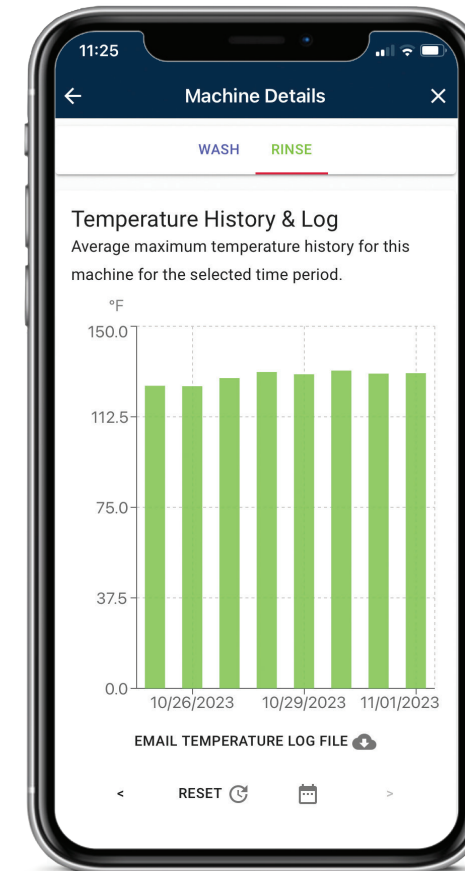 11:25
Machine Details
WASH RINSE
Temperature History & Log
Average maximum temperature history for this
machine for the selected time period.
°F
150.0
112.5
75.0
37.5
0.0
10/26/2023 10/29/2023 11/01/2023
EMAIL TEMPERATURE LOG FILE
< RESET >